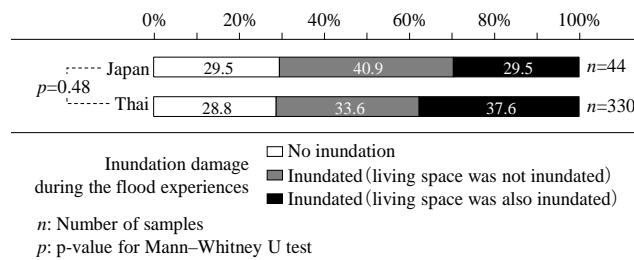 0% 20% 40% 60% 80% 100%
Japan 29.5 40.9 29.5 n=44
p=0.48
Thai 28.8 33.6 37.6 n=330
Inundation damage during the flood experiences
No inundation
Inundated (living space was not inundated)
Inundated (living space was also inundated)
n: Number of samples
p: p-value for Mann–Whitney U test